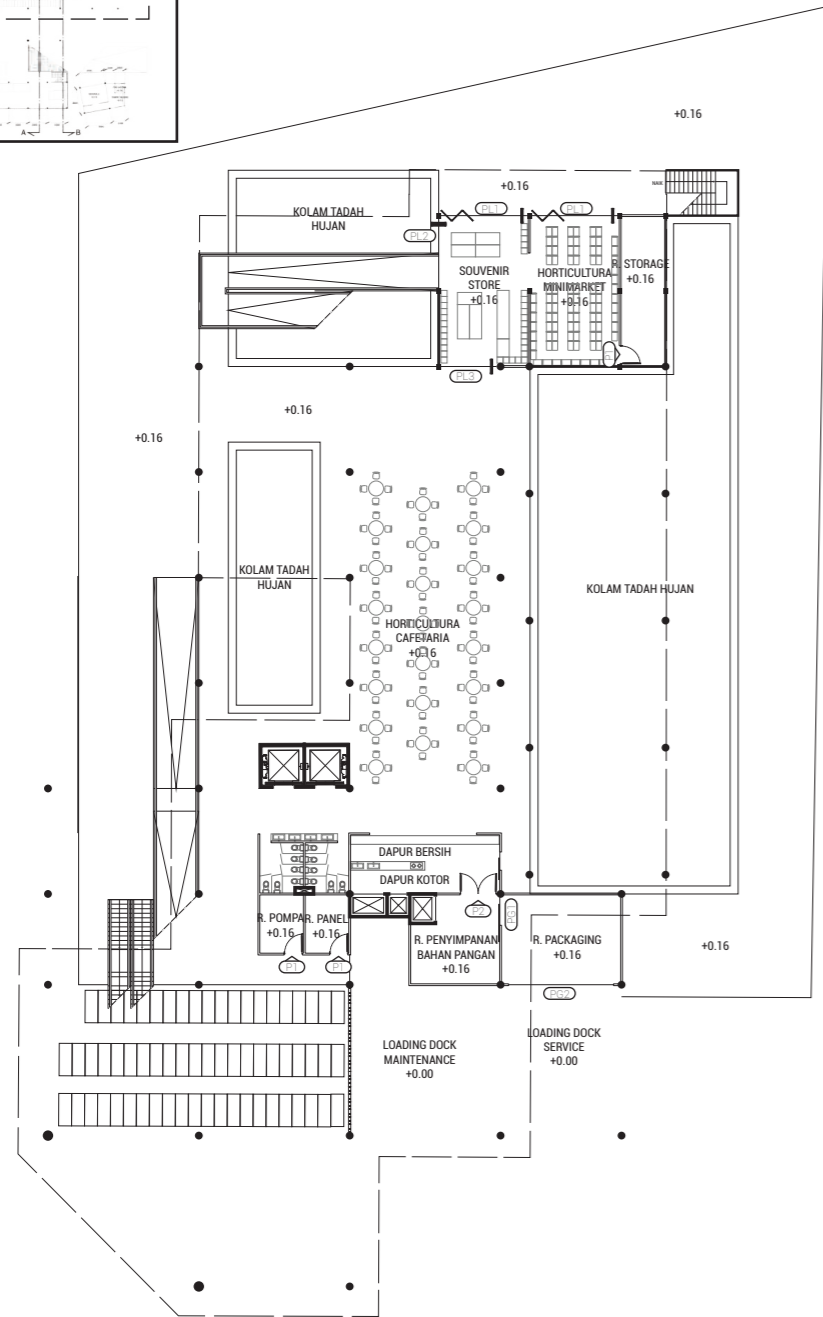 A
B
+0.16
NAIK
+0.16
PL1
PL1
KOLAM TADAH
HUJAN
PL2
SOUVENIR
STORE
+0.16
HORTICULTURA
MINIMARKET
+0.16
R. STORAGE
+0.16
P1
PL3
+0.16
+0.16
KOLAM TADAH
HUJAN
HORTICULTURA
CAFETARIA
+0.16
KOLAM TADAH HUJAN
DAPUR BERSIH
DAPUR KOTOR
P2
PG1
R. POMPA
+0.16
R. PANEL
+0.16
P1
P1
R. PENYIMPANAN
BAHAN PANGAN
+0.16
R. PACKAGING
+0.16
+0.16
PG2
LOADING DOCK
MAINTENANCE
+0.00
LOADING DOCK
SERVICE
+0.00